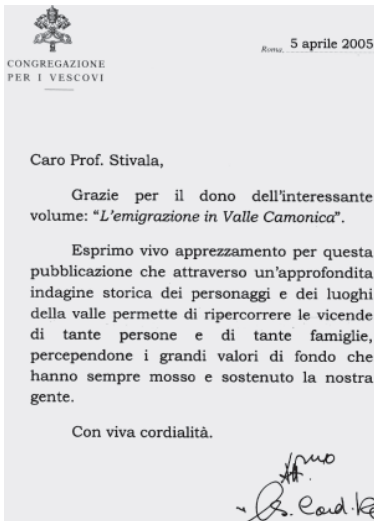 CONGREGAZIONE
PER I VESCOVI
Roma, 5 aprile 2005
Caro Prof. Stivala,
Grazie per il dono dell'interessante
volume: "L'emigrazione in Valle Camonica".
Esprimo vivo apprezzamento per questa
pubblicazione che attraverso un'approfondita
indagine storica dei personaggi e dei luoghi
della valle permette di ripercorrere le vicende
di tante persone e di tante famiglie,
percependone i grandi valori di fondo che
hanno sempre mosso e sostenuto la nostra
gente.
Con viva cordialità.
Card.